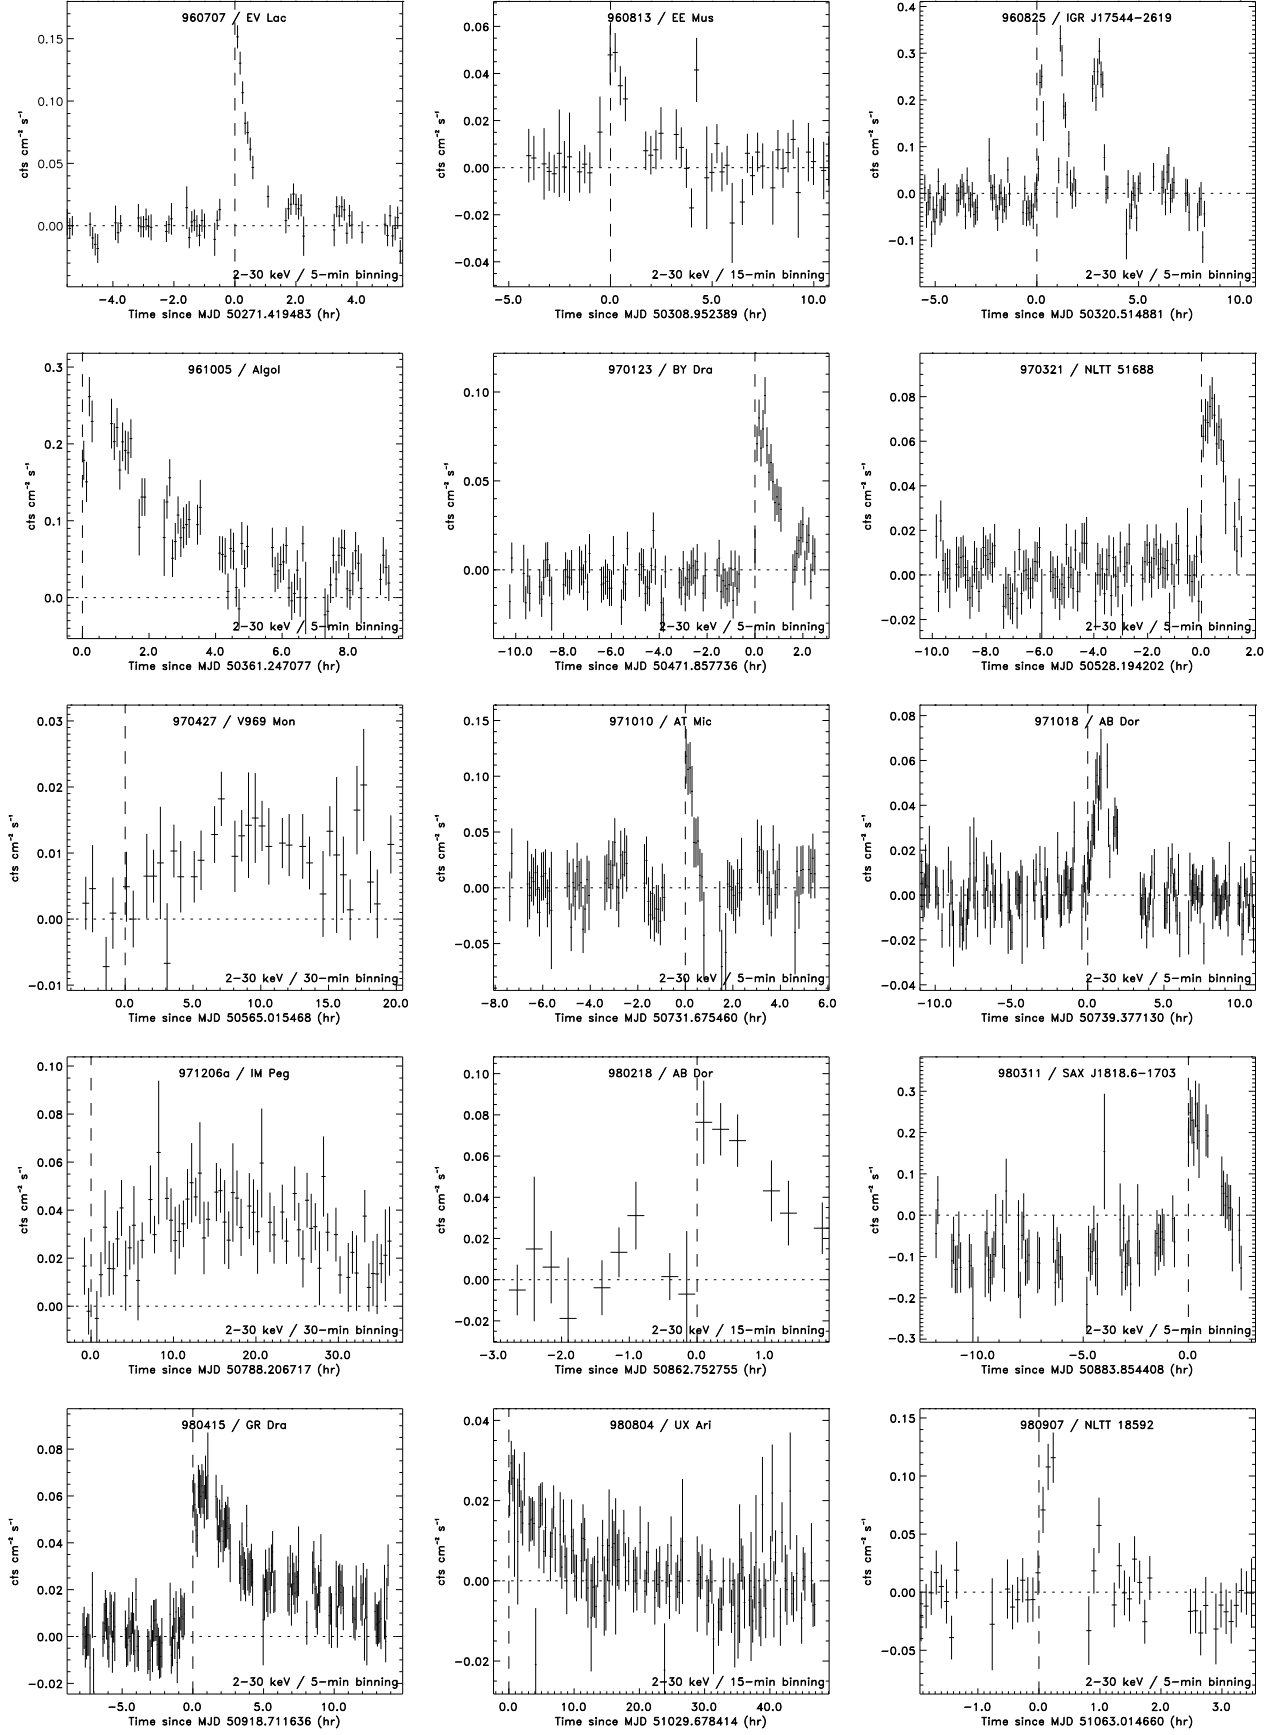 960707 / EV Lac
cts cm⁻² s⁻¹
0.15
0.10
0.05
0.00
2-30 keV / 5-min binning
-4.0 -2.0 0.0 2.0 4.0
Time since MJD 50271.419483 (hr)
960813 / EE Mus
cts cm⁻² s⁻¹
0.06
0.04
0.02
0.00
-0.02
-0.04
2-30 keV / 15-min binning
-5.0 0.0 5.0 10.0
Time since MJD 50308.952389 (hr)
960825 / IGR J17544-2619
cts cm⁻² s⁻¹
0.4
0.3
0.2
0.1
0.0
-0.1
2-30 keV / 5-min binning
-5.0 0.0 5.0 10.0
Time since MJD 50320.514881 (hr)
961005 / Algol
cts cm⁻² s⁻¹
0.3
0.2
0.1
0.0
2-30 keV / 5-min binning
0.0 2.0 4.0 6.0 8.0
Time since MJD 50361.247077 (hr)
970123 / BY Dra
cts cm⁻² s⁻¹
0.10
0.05
0.00
2-30 keV / 5-min binning
-10.0 -8.0 -6.0 -4.0 -2.0 0.0 2.0
Time since MJD 50471.857736 (hr)
970321 / NLTT 51688
cts cm⁻² s⁻¹
0.08
0.06
0.04
0.02
0.00
-0.02
2-30 keV / 5-min binning
-10.0 -8.0 -6.0 -4.0 -2.0 0.0 2.0
Time since MJD 50528.194202 (hr)
970427 / V969 Mon
cts cm⁻² s⁻¹
0.03
0.02
0.01
0.00
-0.01
2-30 keV / 30-min binning
0.0 5.0 10.0 15.0 20.0
Time since MJD 50565.015468 (hr)
971010 / AT Mic
cts cm⁻² s⁻¹
0.15
0.10
0.05
0.00
-0.05
2-30 keV / 5-min binning
-8.0 -6.0 -4.0 -2.0 0.0 2.0 4.0 6.0
Time since MJD 50731.675460 (hr)
971018 / AB Dor
cts cm⁻² s⁻¹
0.08
0.06
0.04
0.02
0.00
-0.02
-0.04
2-30 keV / 5-min binning
-10.0 -5.0 0.0 5.0 10.0
Time since MJD 50739.377130 (hr)
971206a / IM Peg
cts cm⁻² s⁻¹
0.10
0.08
0.06
0.04
0.02
0.00
2-30 keV / 30-min binning
0.0 10.0 20.0 30.0
Time since MJD 50788.206717 (hr)
980218 / AB Dor
cts cm⁻² s⁻¹
0.10
0.08
0.06
0.04
0.02
0.00
-0.02
2-30 keV / 15-min binning
-3.0 -2.0 -1.0 0.0 1.0
Time since MJD 50862.752755 (hr)
980311 / SAX J1818.6-1703
cts cm⁻² s⁻¹
0.3
0.2
0.1
0.0
-0.1
-0.2
-0.3
2-30 keV / 5-min binning
-10.0 -5.0 0.0
Time since MJD 50883.854408 (hr)
980415 / GR Dra
cts cm⁻² s⁻¹
0.08
0.06
0.04
0.02
0.00
-0.02
2-30 keV / 5-min binning
-5.0 0.0 5.0 10.0
Time since MJD 50918.711636 (hr)
980804 / UX Ari
cts cm⁻² s⁻¹
0.04
0.02
0.00
-0.02
2-30 keV / 15-min binning
0.0 10.0 20.0 30.0 40.0
Time since MJD 51029.678414 (hr)
980907 / NLTT 18592
cts cm⁻² s⁻¹
0.15
0.10
0.05
0.00
-0.05
2-30 keV / 5-min binning
-1.0 0.0 1.0 2.0 3.0
Time since MJD 51063.014660 (hr)